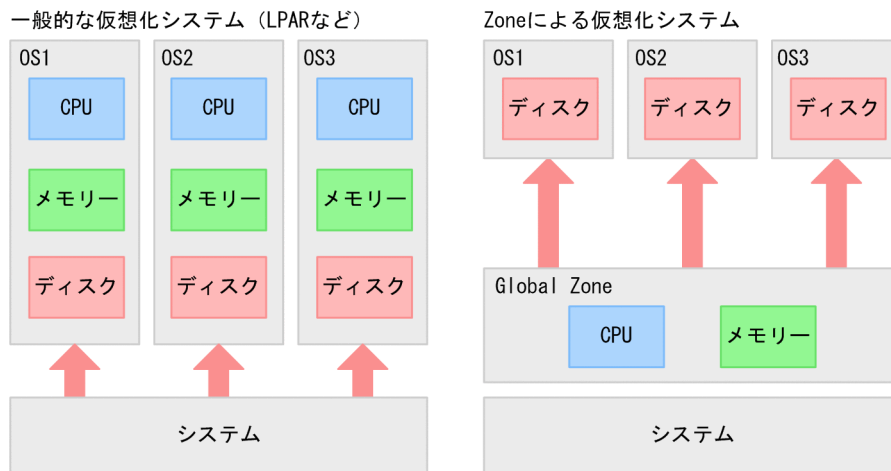 一般的な仮想化システム（LPARなど）
OS1
OS2
OS3
CPU
CPU
CPU
メモリー
メモリー
メモリー
ディスク
ディスク
ディスク
システム
Zoneによる仮想化システム
OS1
OS2
OS3
ディスク
ディスク
ディスク
Global Zone
CPU
メモリー
システム